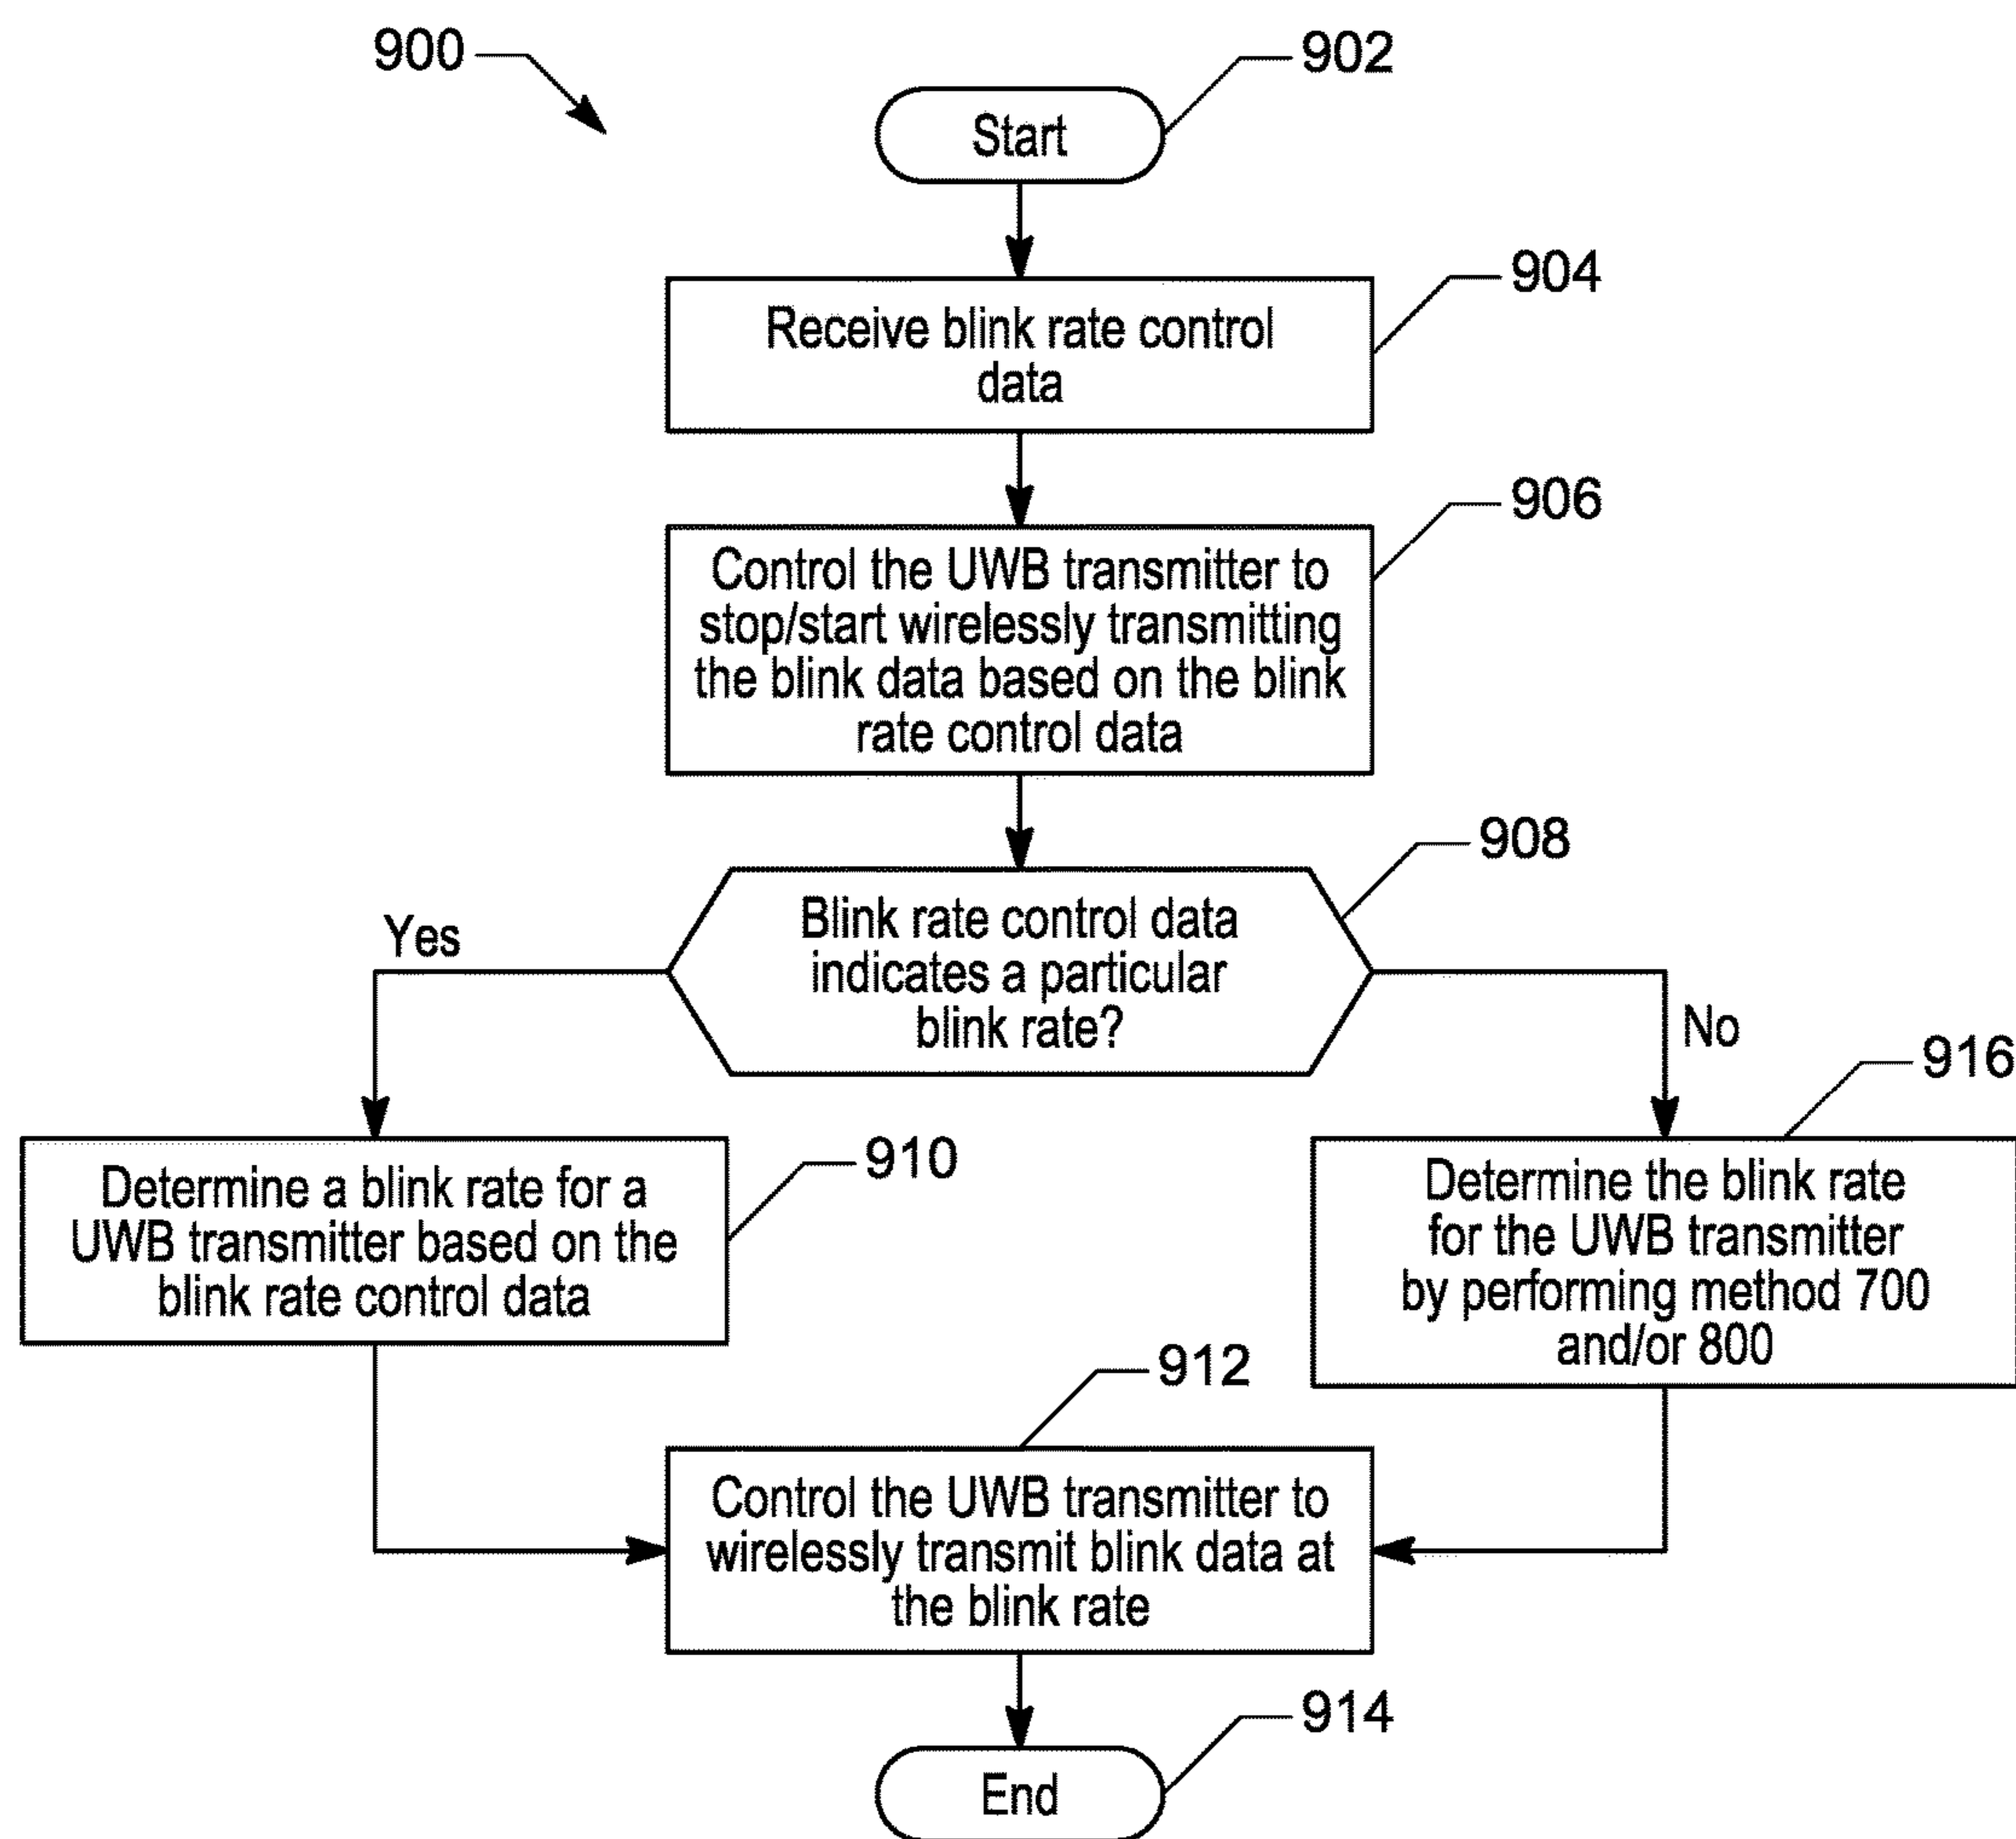 900
902
Start
904
Receive blink rate control
data
906
Control the UWB transmitter to
stop/start wirelessly transmitting
the blink data based on the blink
rate control data
908
Blink rate control data
indicates a particular
blink rate?
Yes
No
916
910
Determine a blink rate for a
UWB transmitter based on the
blink rate control data
Determine the blink rate
for the UWB transmitter
by performing method 700
and/or 800
912
Control the UWB transmitter to
wirelessly transmit blink data at
the blink rate
914
End